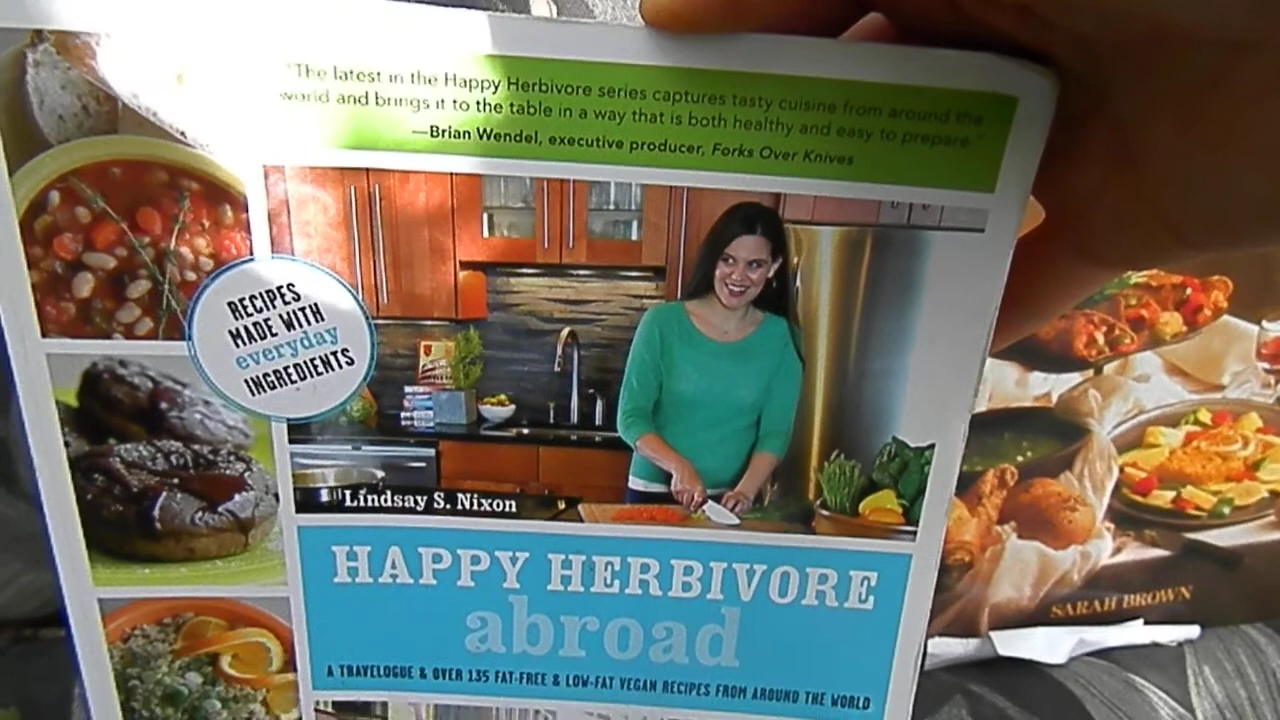 "The latest in the Happy Herbivore series captures tasty cuisine from around the
world and brings it to the table in a way that is both healthy and easy to prepare."
—Brian Wendel, executive producer, Forks Over Knives
RECIPES
MADE WITH
everyday
INGREDIENTS
Lindsay S. Nixon
HAPPY HERBIVORE
abroad
A TRAVELOGUE & OVER 135 FAT-FREE & LOW-FAT VEGAN RECIPES FROM AROUND THE WORLD
SARAH BROWN